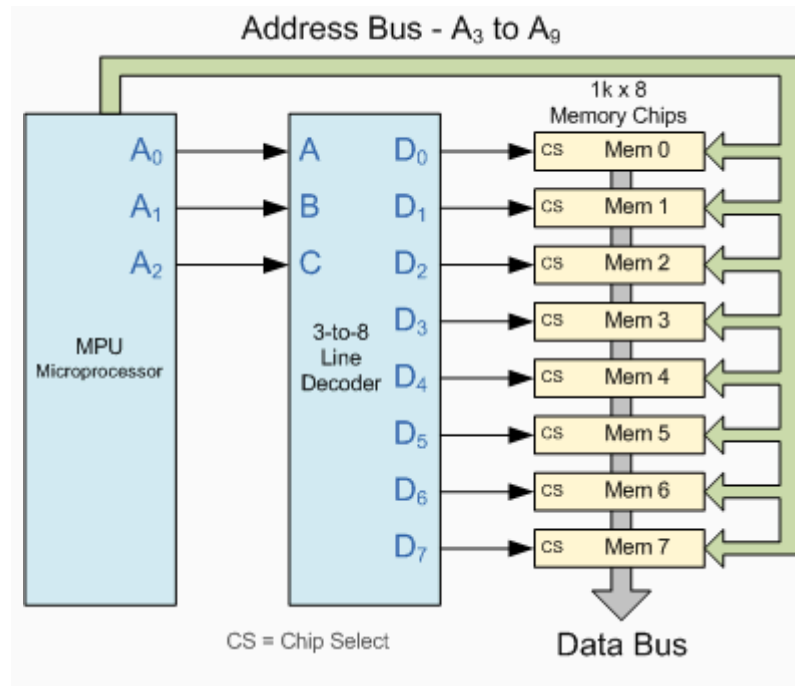 Address Bus - A₃ to A₉
1k x 8
Memory Chips
A₀
A
D₀
CS
Mem 0
A₁
B
D₁
CS
Mem 1
A₂
C
D₂
CS
Mem 2
MPU
Microprocessor
3-to-8
Line
Decoder
D₃
CS
Mem 3
D₄
CS
Mem 4
D₅
CS
Mem 5
D₆
CS
Mem 6
D₇
CS
Mem 7
CS = Chip Select
Data Bus